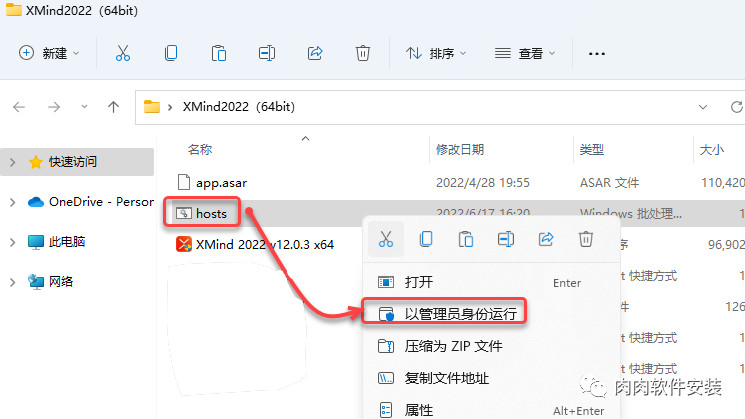 XMind2022（64bit）
新建
排序
查看
XMind2022（64bit）
名称
修改日期
类型
大小
快速访问
app.asar
2022/4/28 19:55
ASAR 文件
110,420
OneDrive - Person
hosts
2022/6/17 16:20
Windows 批处理...
此电脑
XMind 2022 v12.0.3 x64
序
96,902
网络
t 快捷方式
打开
Enter
件
126
以管理员身份运行
t 快捷方式
压缩为 ZIP 文件
t 快捷方式
复制文件地址
肉肉软件安装
属性
Alt+Enter
t 快捷方式